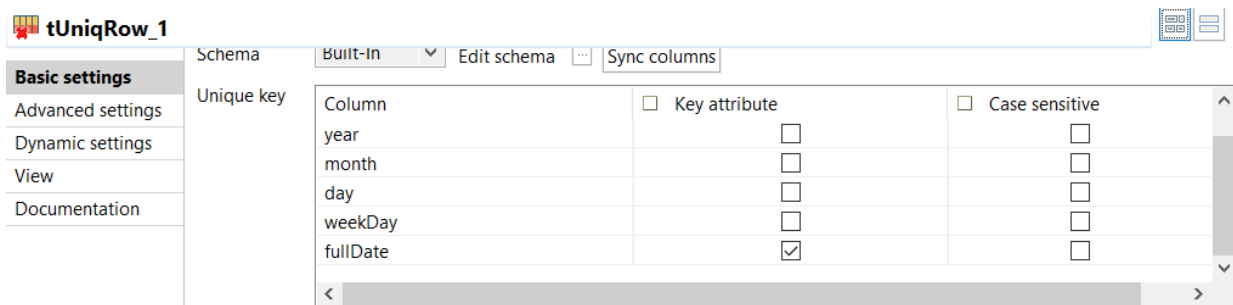 tUniqRow_1
Schema Built-In Edit schema ... Sync columns
Basic settings
Advanced settings
Dynamic settings
View
Documentation
Unique key
Column Key attribute Case sensitive
year
month
day
weekDay
fullDate